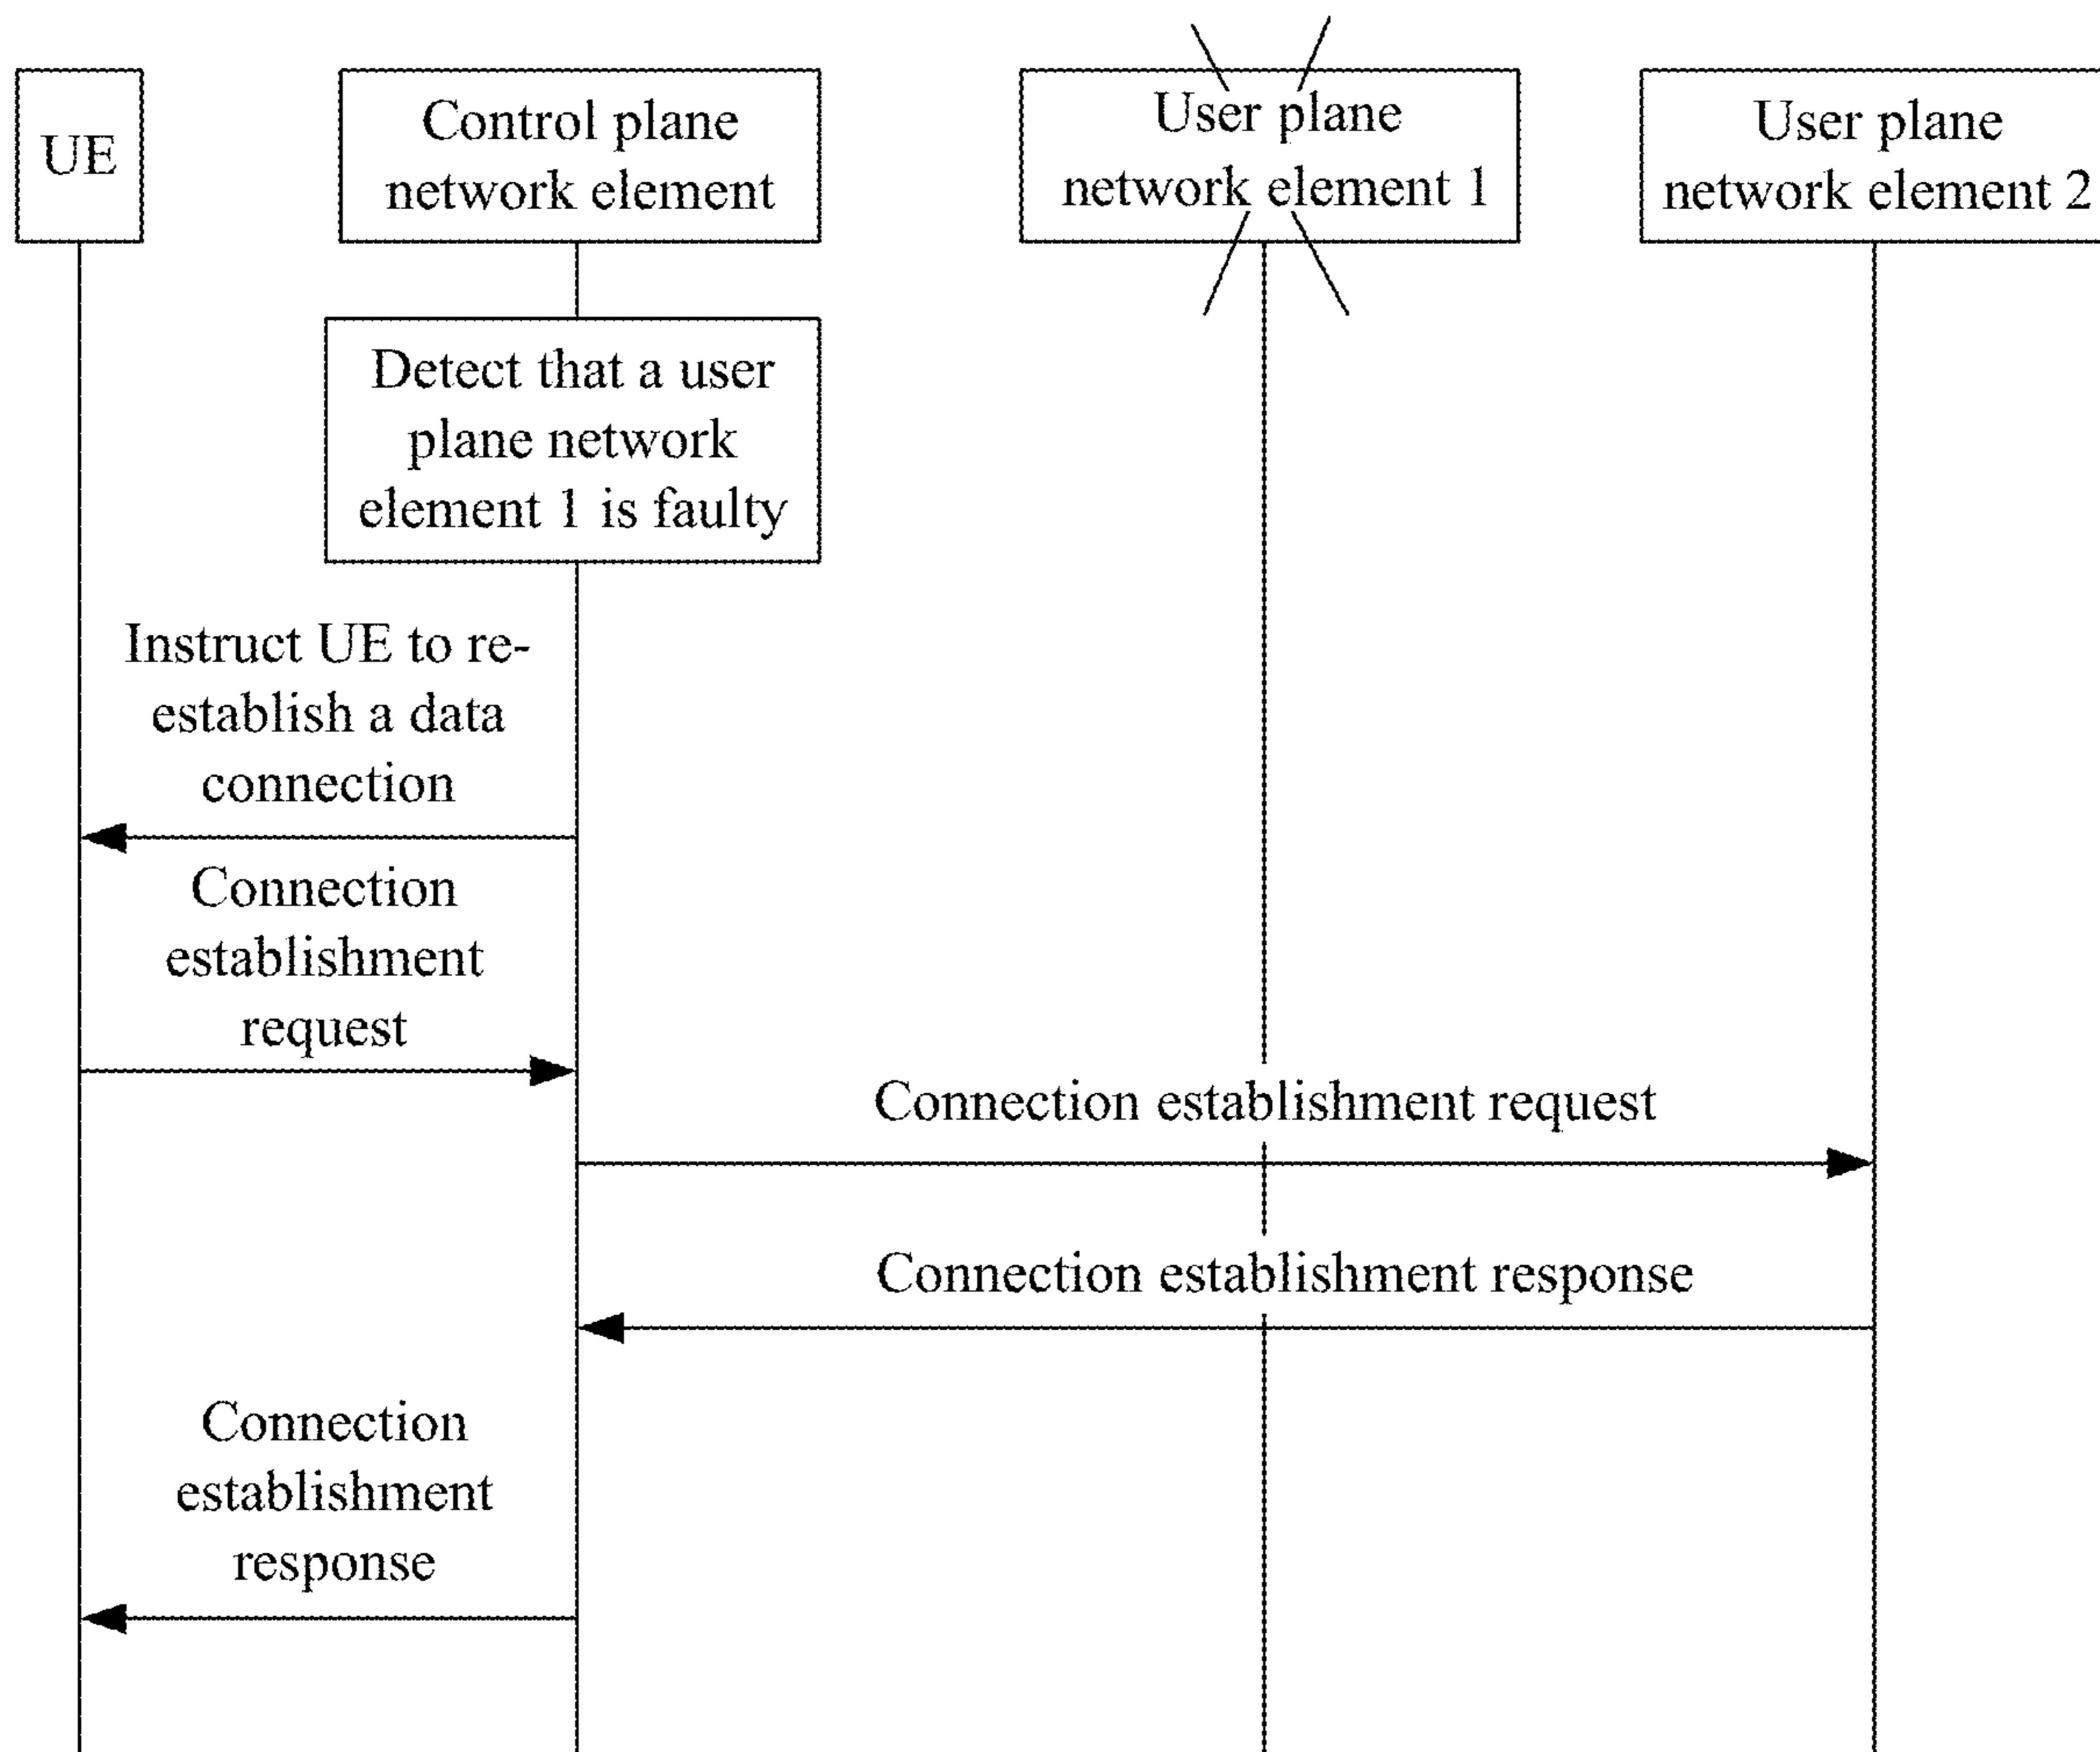 UE
Control plane
network element
User plane
network element 1
User plane
network element 2
Detect that a user
plane network
element 1 is faulty
Instruct UE to re-
establish a data
connection
Connection
establishment
request
Connection establishment request
Connection establishment response
Connection
establishment
response